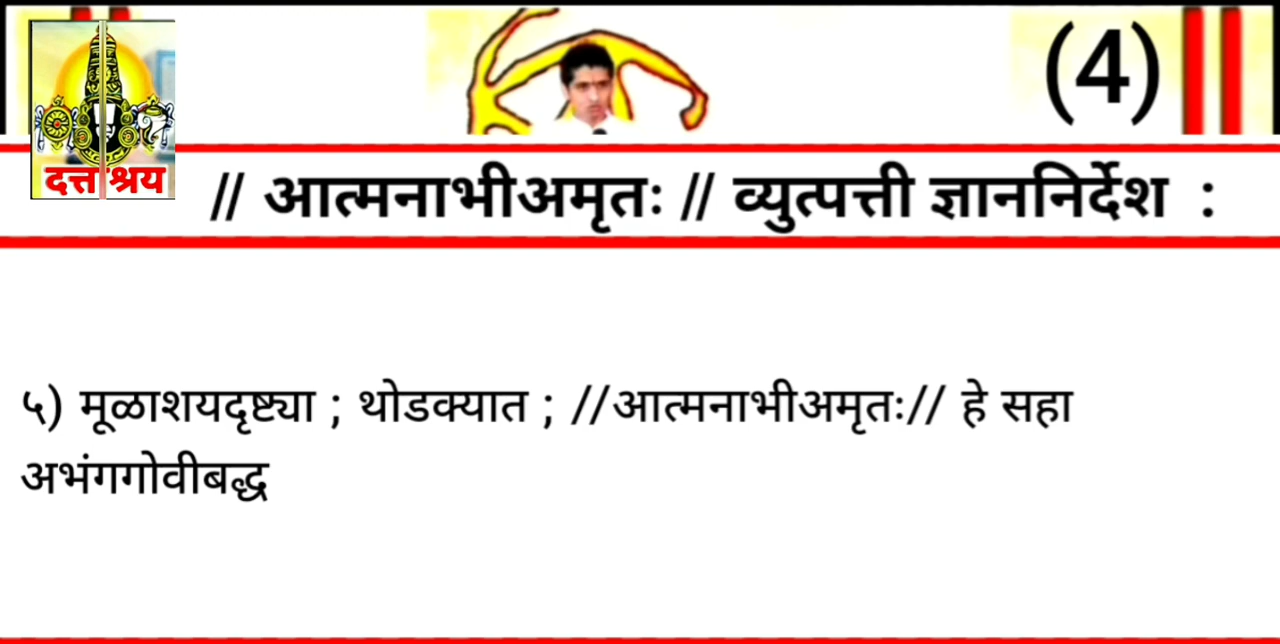 (4)
दत्ताश्रय
// आत्मनाभीअमृतः // व्युत्पत्ती ज्ञाननिर्देश :
५) मूळाशयदृष्ट्या ; थोडक्यात ; //आत्मनाभीअमृतः// हे सहा
अभंगगोवीबद्ध